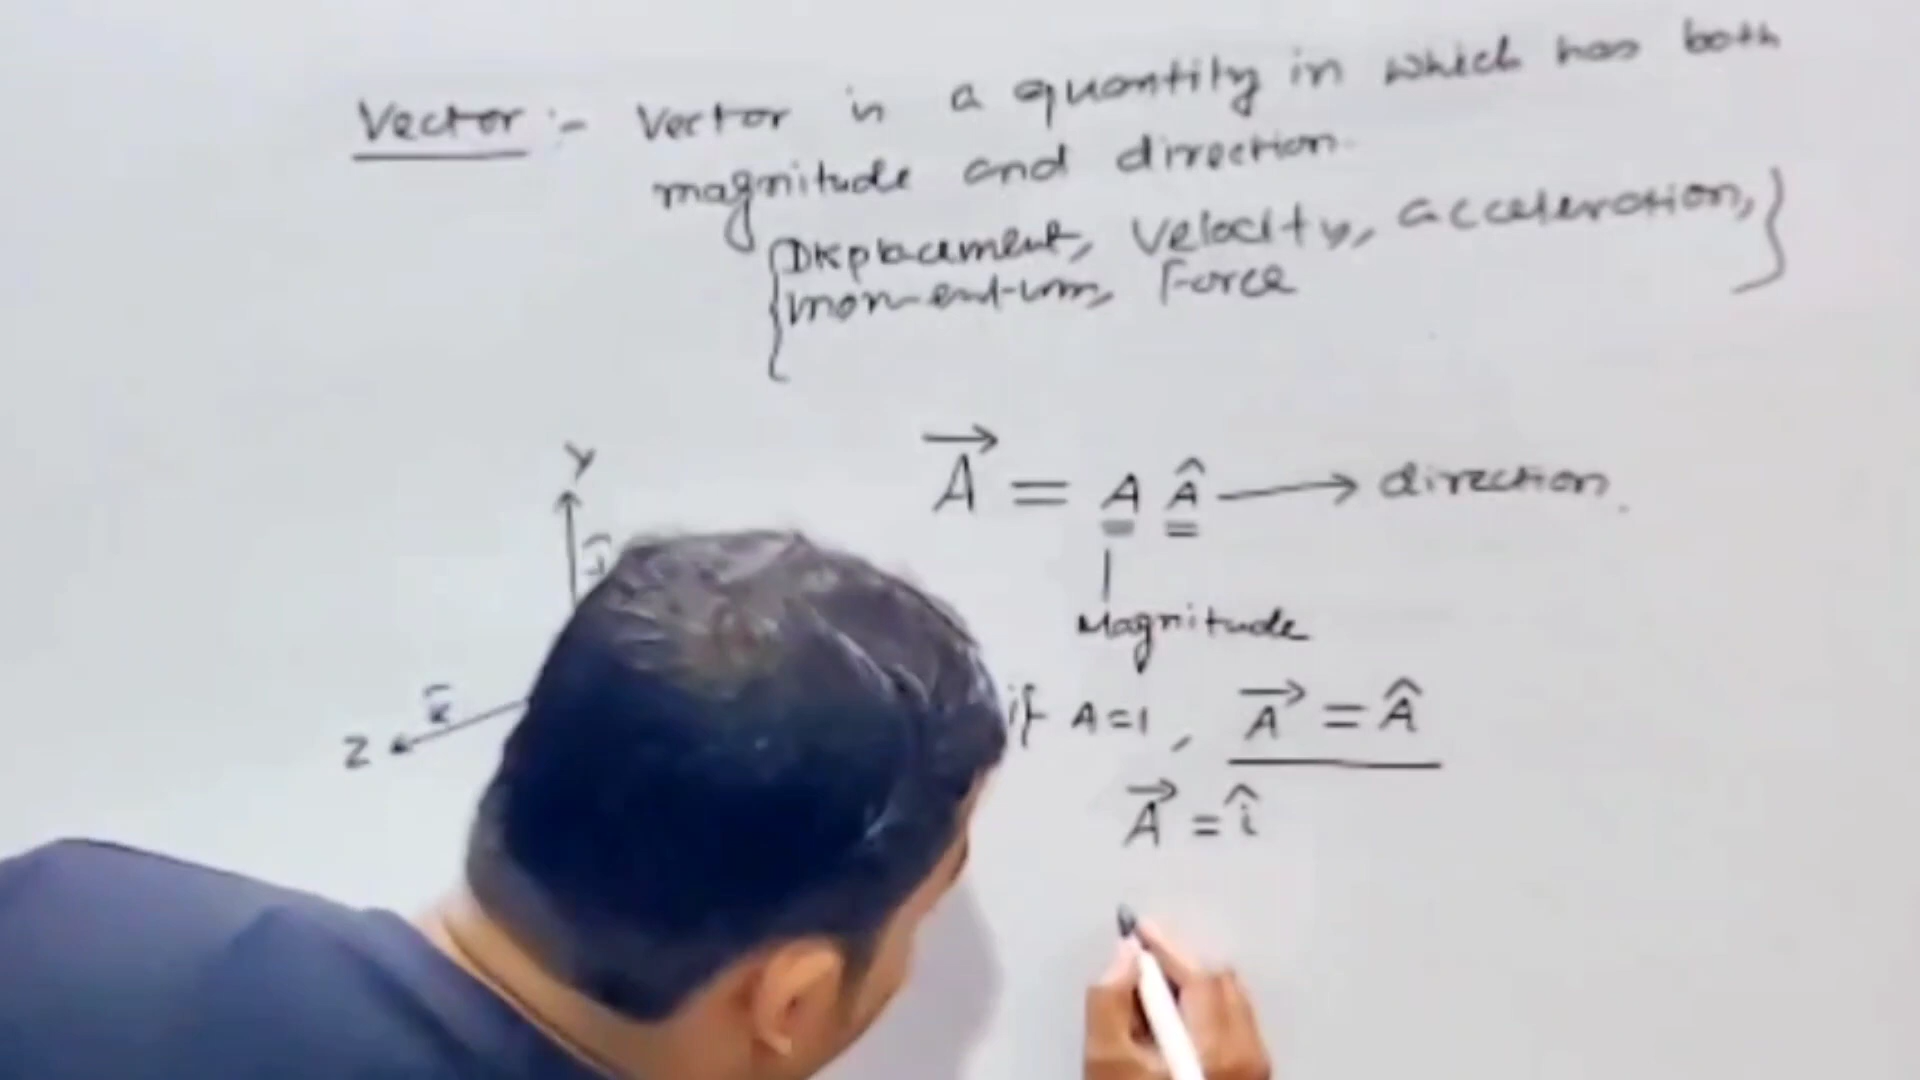 Vector :- Vector is a quantity in which has both
magnitude and direction.
{Displacement, Velocity, acceleration,
momentum, Force}
Y
ĵ
Z
k̂
A⃗ = A Â → direction.
Magnitude
if A=1, A⃗ = Â
A⃗ = î